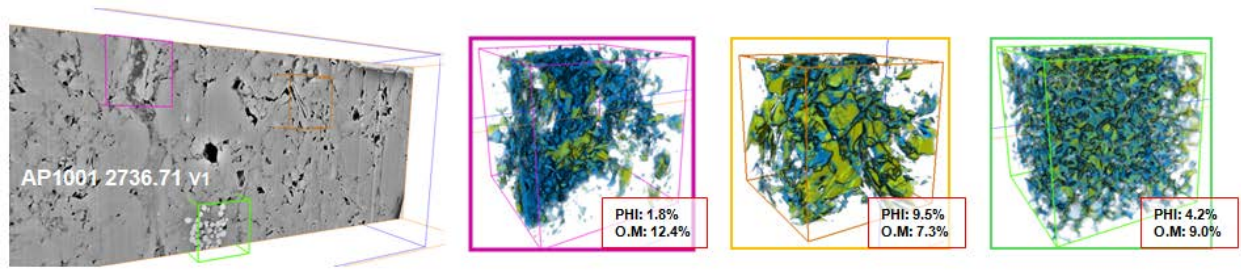 AP1001 2736.71 V1
PHI: 1.8%
O.M: 12.4%
PHI: 9.5%
O.M: 7.3%
PHI: 4.2%
O.M: 9.0%